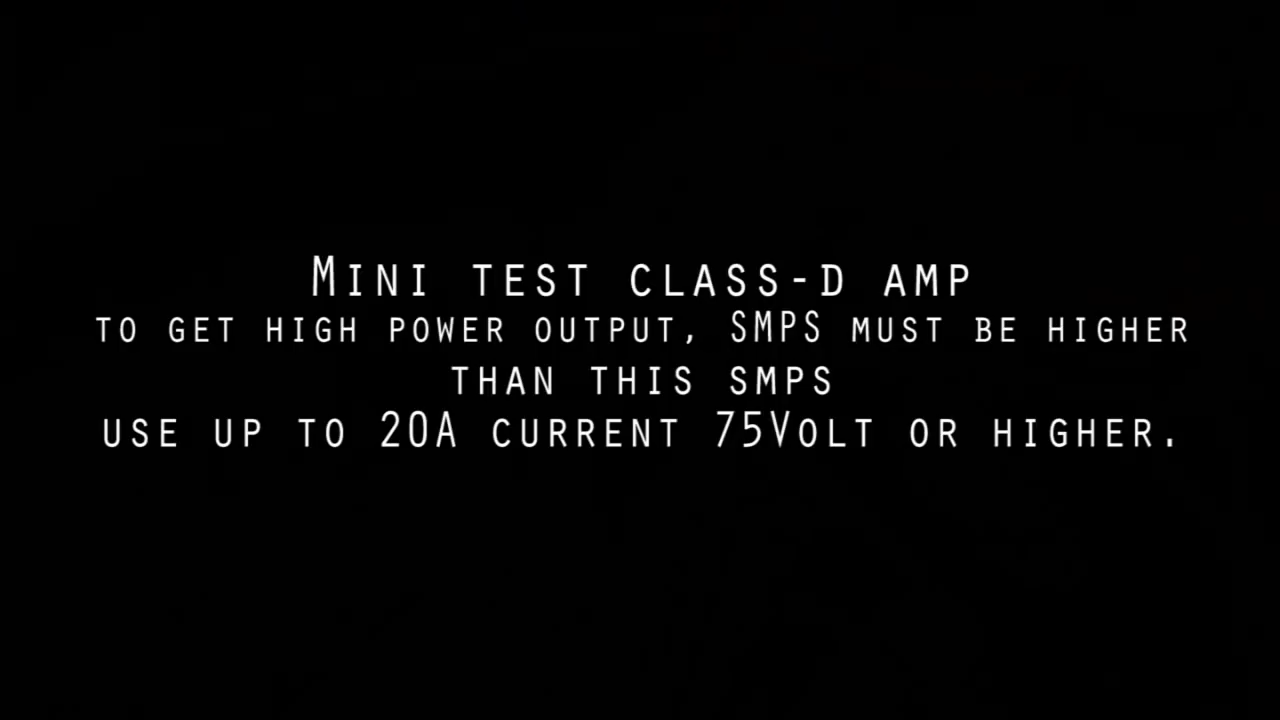 Mini test class-d amp
to get high power output, SMPS must be higher
than this smps
use up to 20A current 75Volt or higher.